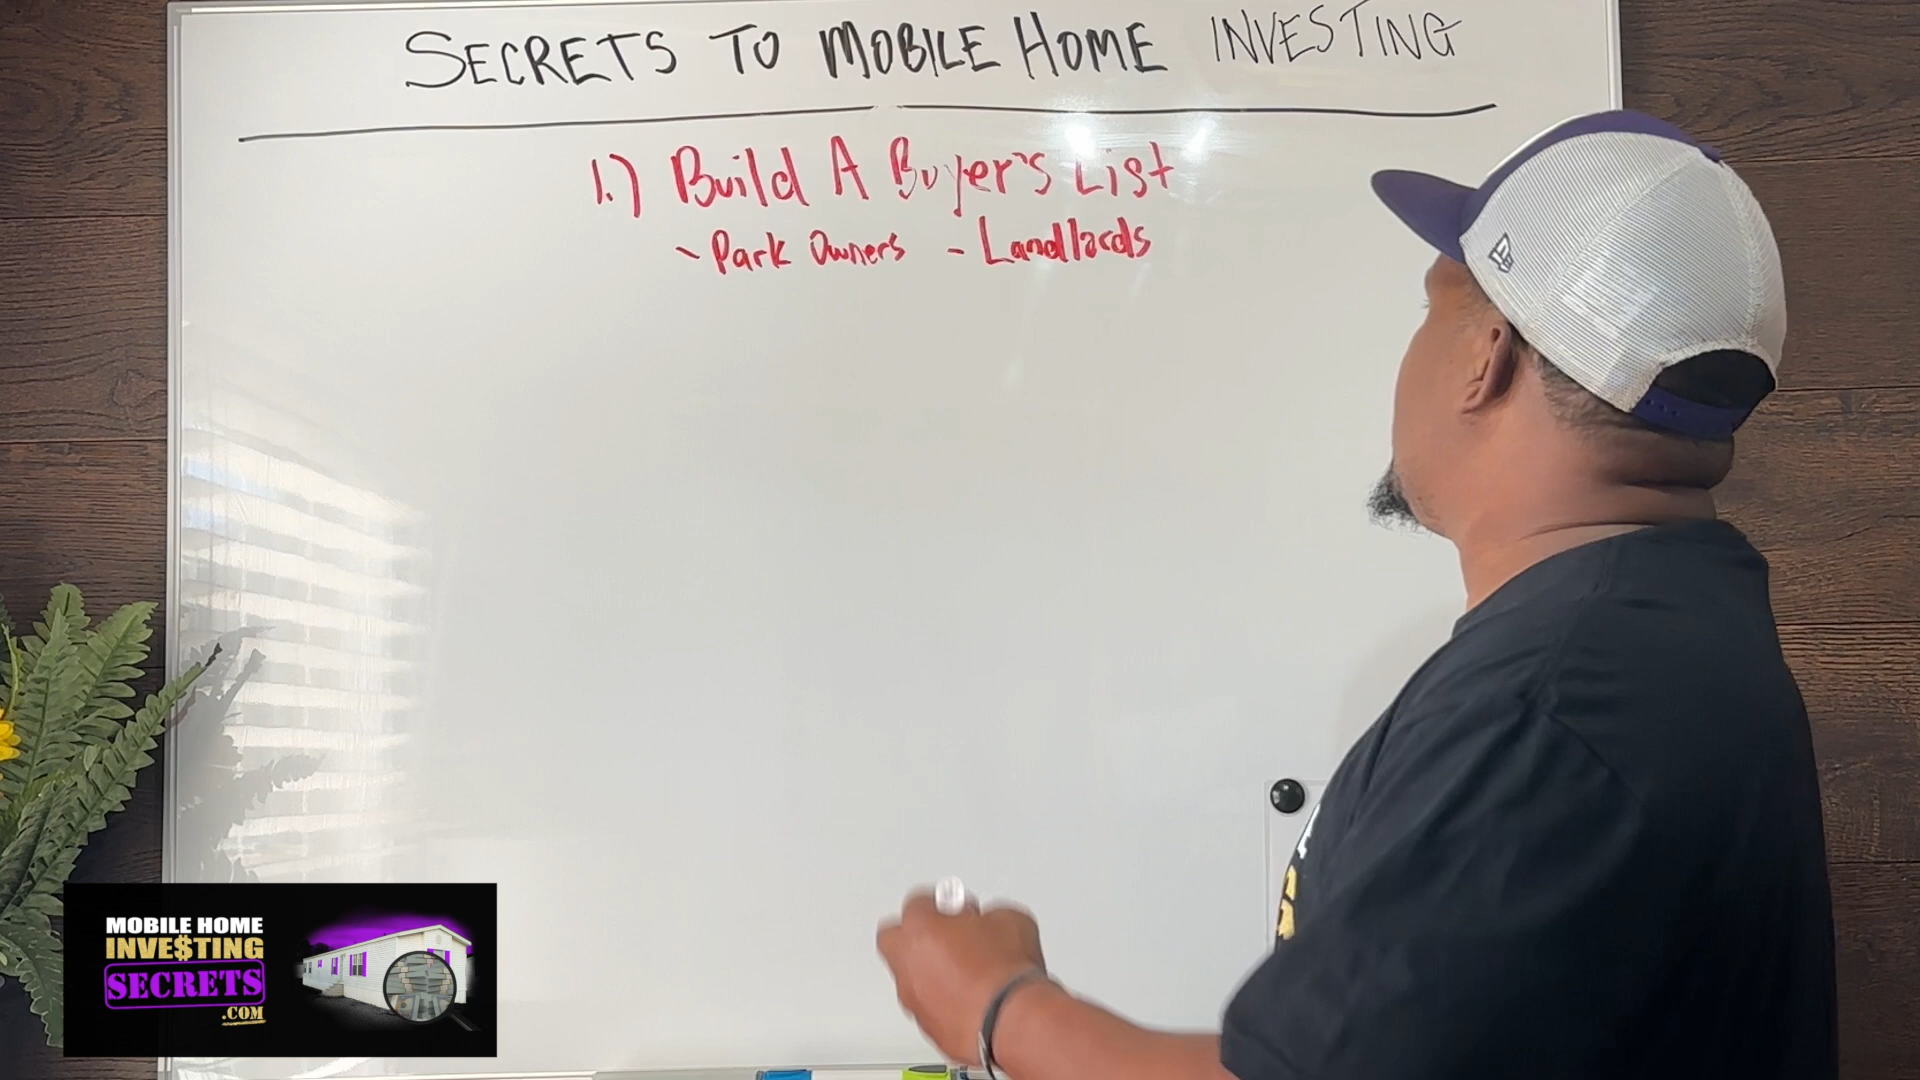 SECRETS TO MOBILE HOME INVESTING
1.) Build A Buyer's List
- Park Owners - Landlords
MOBILE HOME
INVE$TING
SECRETS
.COM